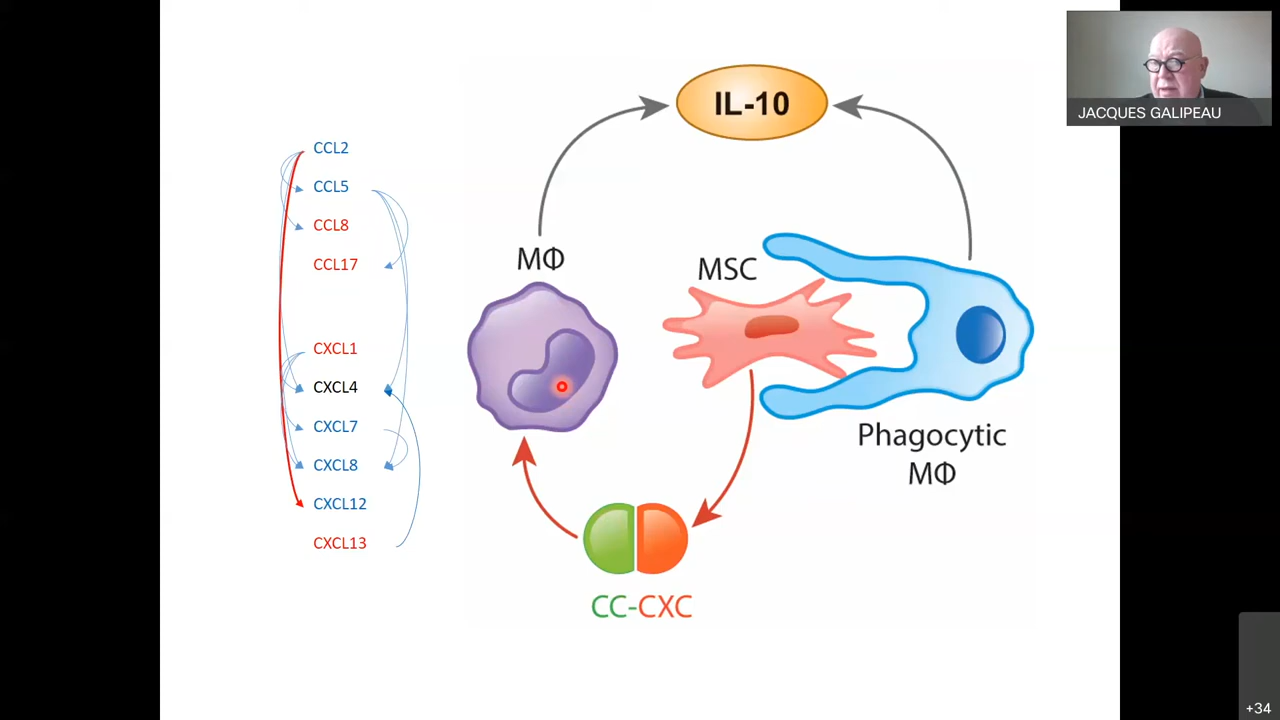 JACQUES GALIPEAU
IL-10
CCL2
CCL5
CCL8
CCL17
CXCL1
CXCL4
CXCL7
CXCL8
CXCL12
CXCL13
MΦ
MSC
Phagocytic
MΦ
CC-CXC
+34